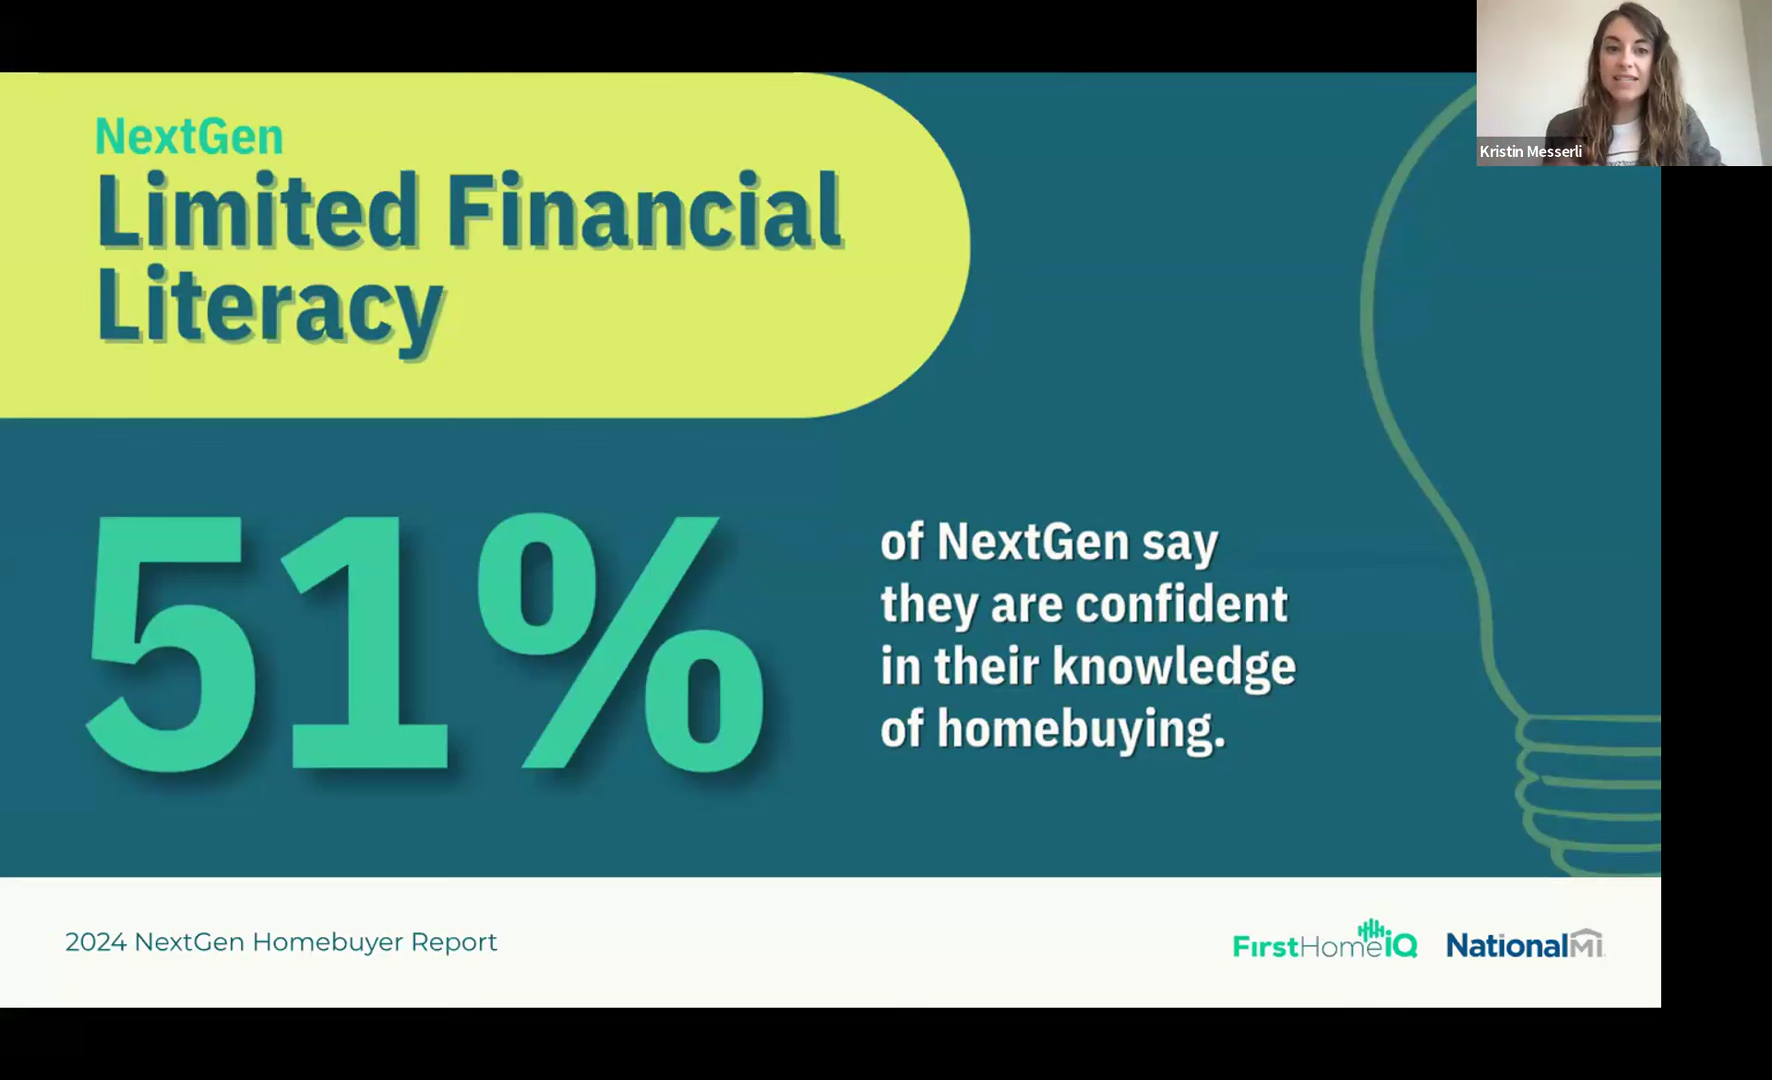 Kristin Messerli
NextGen
Limited Financial
Literacy
51%
of NextGen say
they are confident
in their knowledge
of homebuying.
2024 NextGen Homebuyer Report
FirstHomeiQ
NationalMi